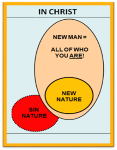 IN CHRIST
NEW MAN =
ALL OF WHO
YOU ARE!
NEW
NATURE
SIN
NATURE